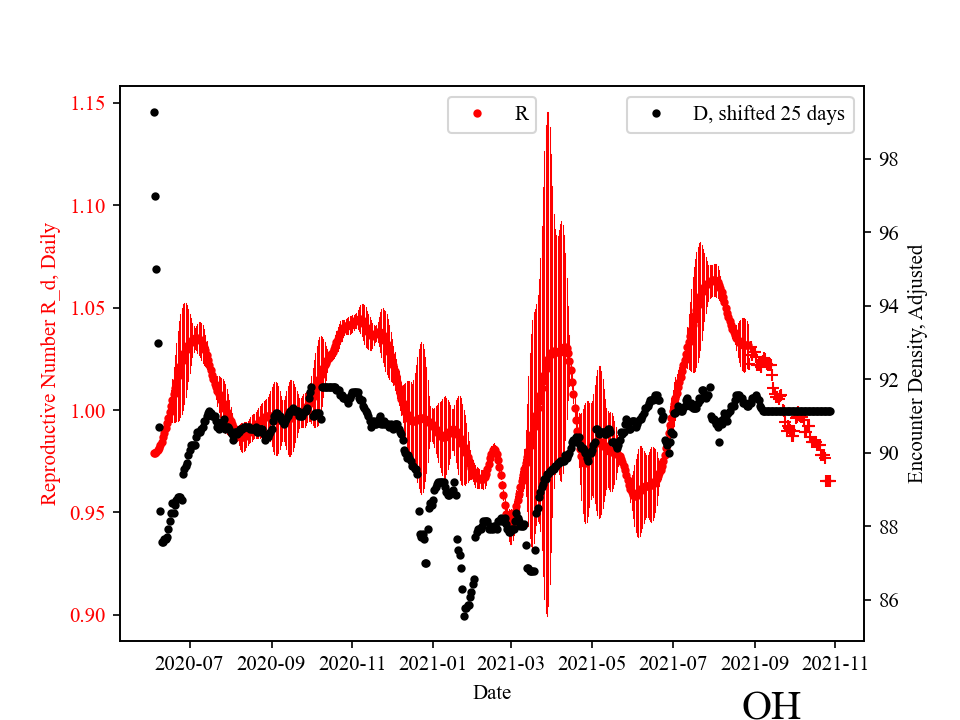 R
D, shifted 25 days
1.15
1.10
1.05
1.00
0.95
0.90
Reproductive Number R_d, Daily
98
96
94
92
90
88
86
Encounter Density, Adjusted
2020-07 2020-09 2020-11 2021-01 2021-03 2021-05 2021-07 2021-09 2021-11
Date
OH